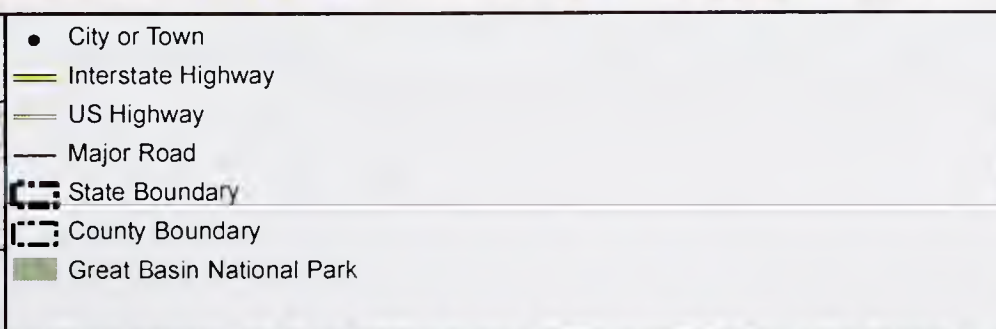 City or Town
Interstate Highway
US Highway
Major Road
State Boundary
County Boundary
Great Basin National Park